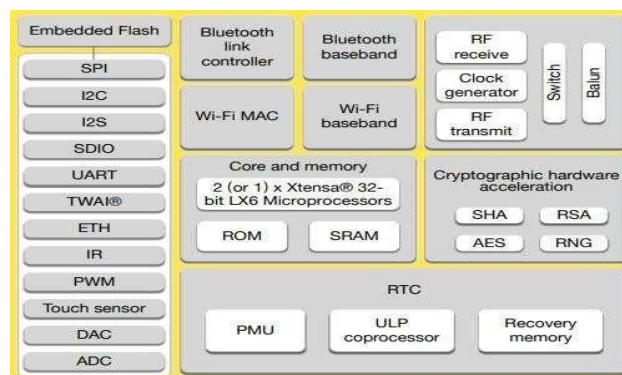 Embedded Flash
SPI
I2C
I2S
SDIO
UART
TWAI®
ETH
IR
PWM
Touch sensor
DAC
ADC
Bluetooth
link
controller
Bluetooth
baseband
Wi-Fi MAC
Wi-Fi
baseband
RF
receive
Clock
generator
RF
transmit
Switch
Balun
Core and memory
2 (or 1) x Xtensa® 32-
bit LX6 Microprocessors
ROM
SRAM
Cryptographic hardware
acceleration
SHA
RSA
AES
RNG
RTC
PMU
ULP
coprocessor
Recovery
memory